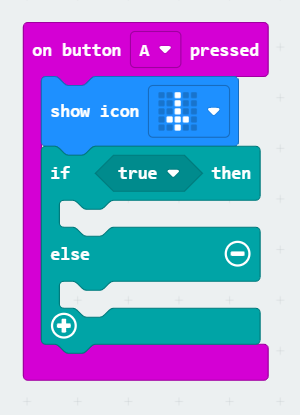 on button A pressed
show icon
if true then
else